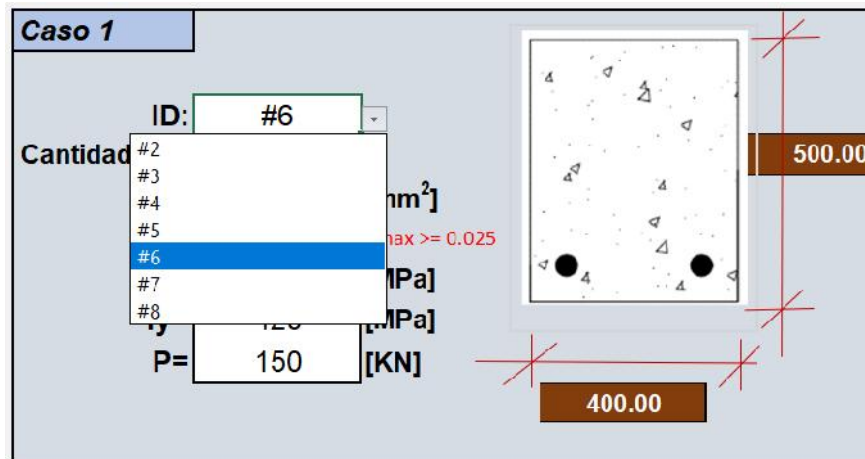 Caso 1
ID: #6
Cantidad
#2
#3
#4
#5
#6
#7
#8
mm²]
max >= 0.025
MPa]
[MPa]
P= 150 [KN]
500.00
400.00